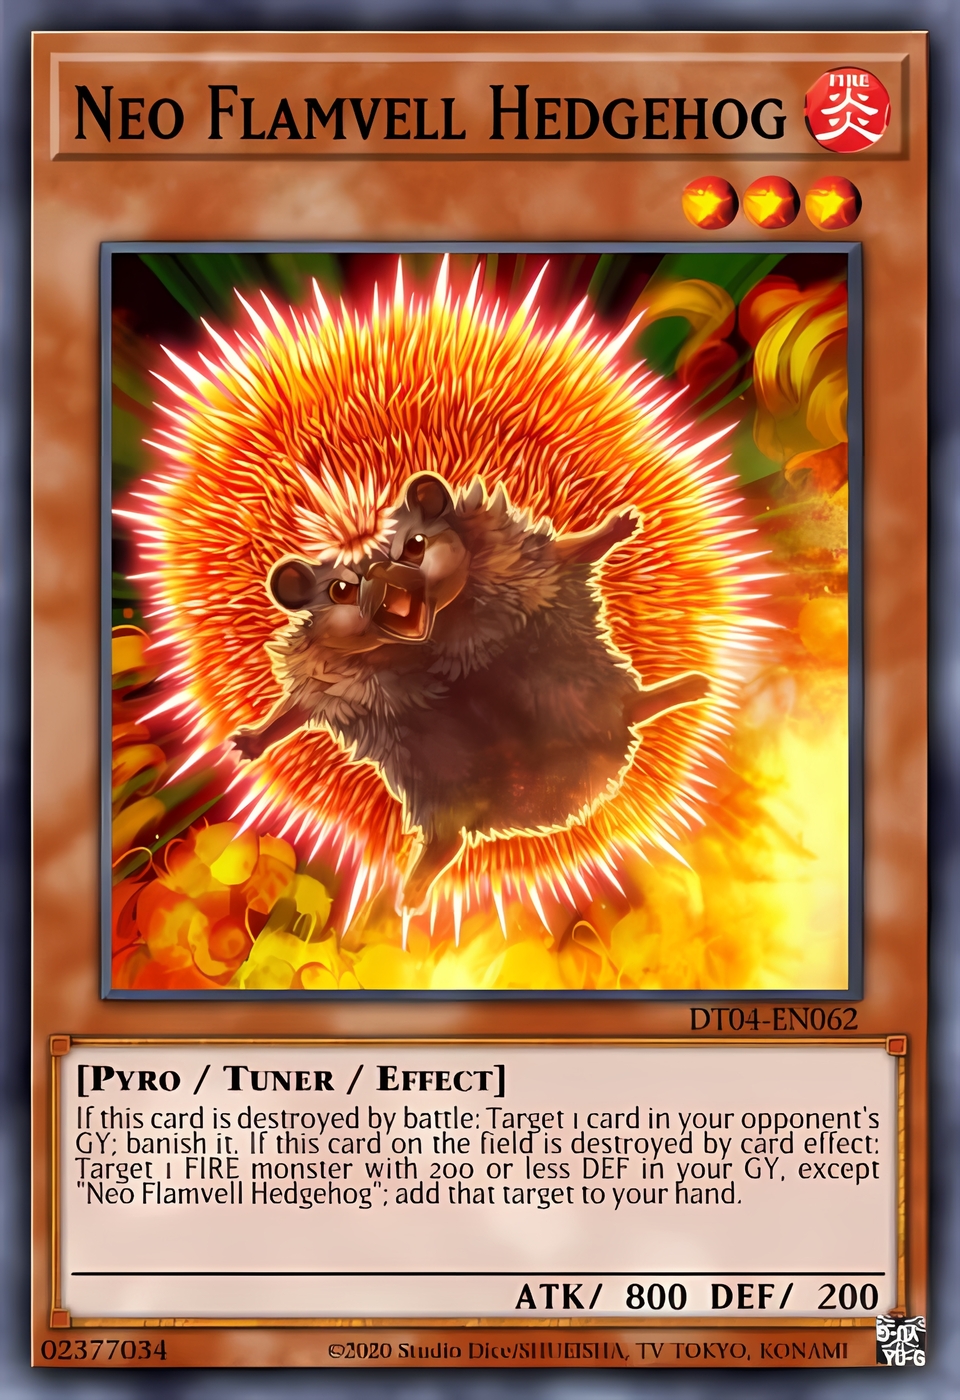 Neo Flamvell Hedgehog
炎
DT04-EN062
[Pyro / Tuner / Effect]
If this card is destroyed by battle: Target 1 card in your opponent's
GY; banish it. If this card on the field is destroyed by card effect:
Target 1 FIRE monster with 200 or less DEF in your GY, except
"Neo Flamvell Hedgehog"; add that target to your hand.
ATK/ 800 DEF/ 200
02377034
©2020 Studio Dice/SHUEISHA, TV TOKYO, KONAMI